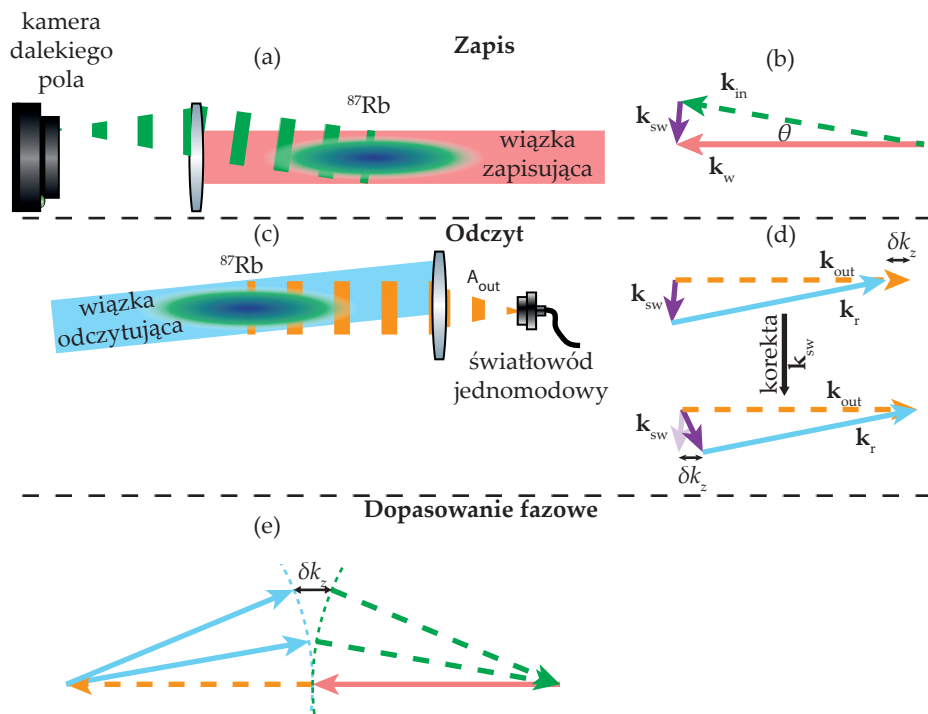 kamera
dalekiego
pola
(a)
Zapis
(b)
⁸⁷Rb
wiązka
zapisująca
k_in
k_sw
θ
k_w
(c)
Odczyt
(d)
⁸⁷Rb
wiązka
odczytująca
A_out
światłowód
jednomodowy
δk_z
k_out
k_sw
k_r
korekta
k_sw
k_out
k_sw
k_r
δk_z
Dopasowanie fazowe
(e)
δk_z